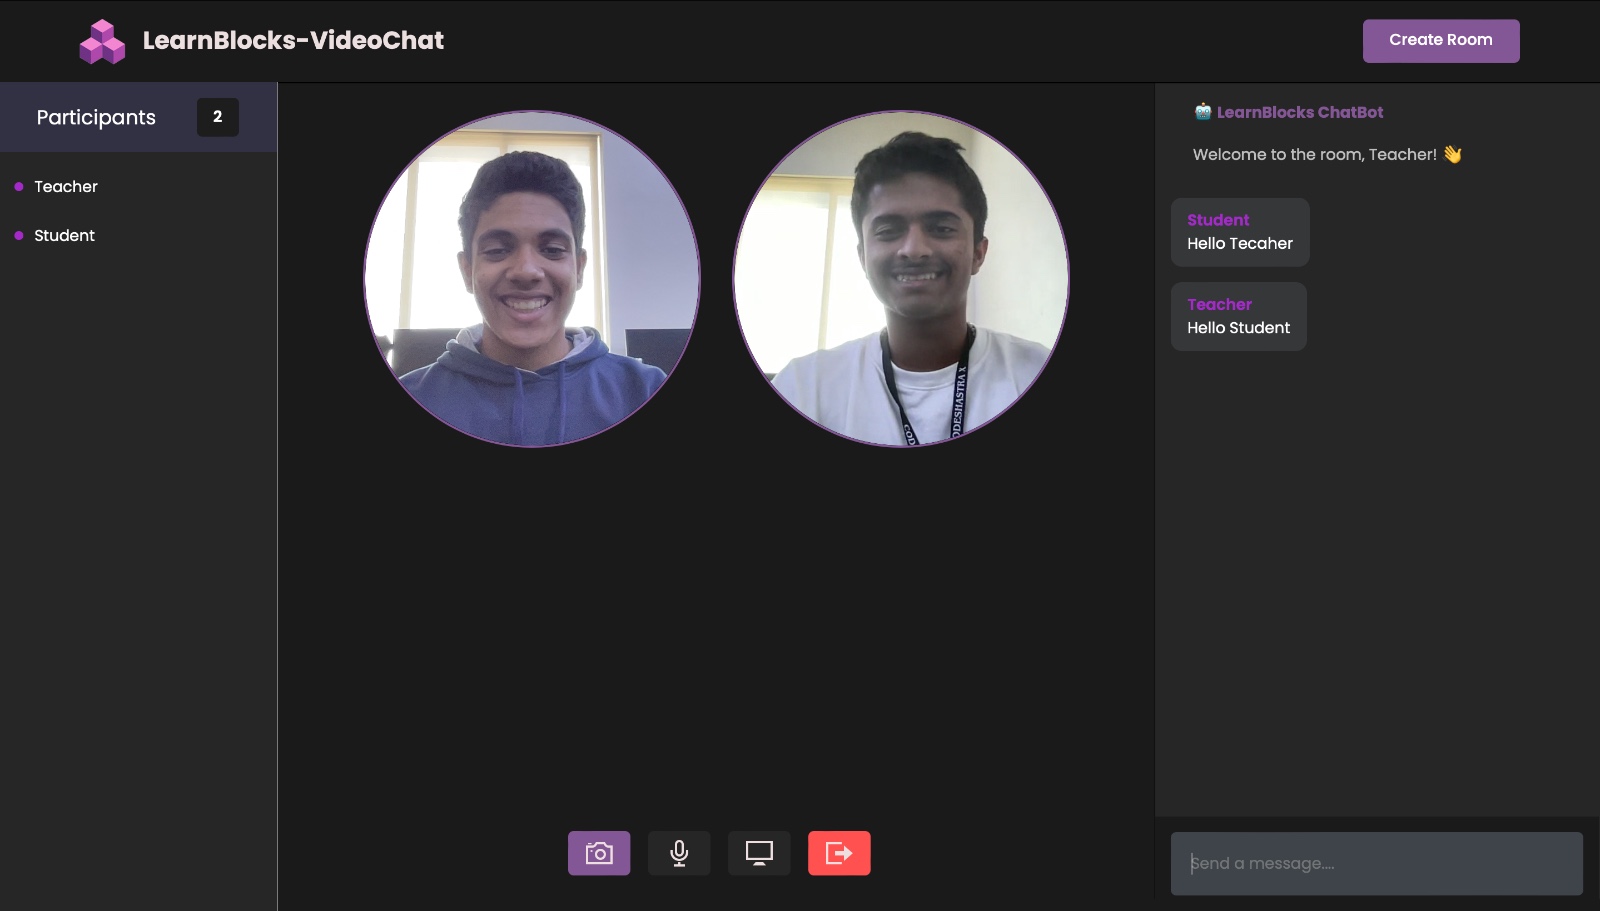 LearnBlocks-VideoChat
Create Room
Participants 2
Teacher
Student
CODESHASTRA X
🤖 LearnBlocks ChatBot
Welcome to the room, Teacher! 👋
Student
Hello Tecaher
Teacher
Hello Student
Send a message....